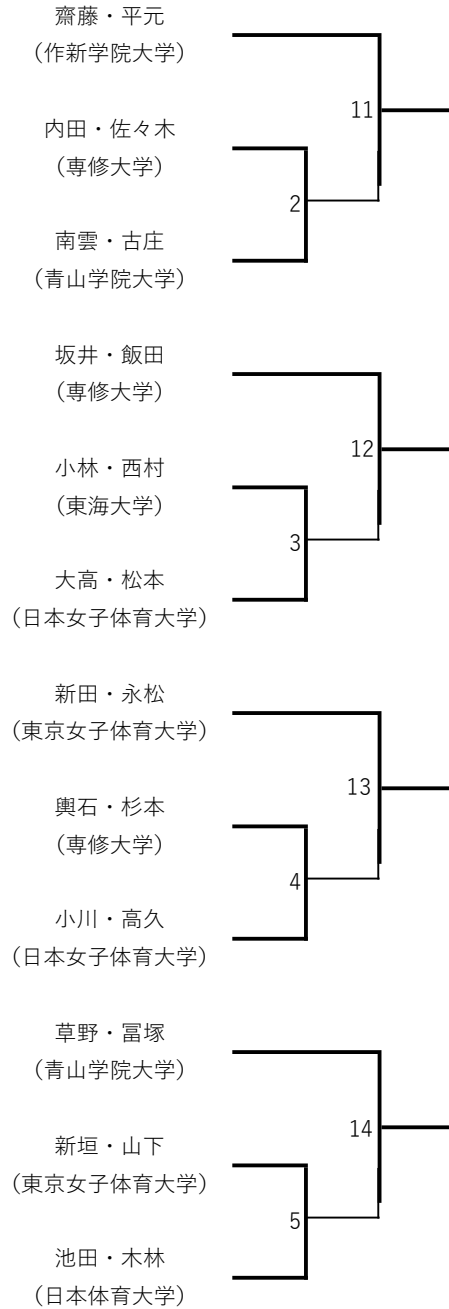 齋藤・平元
（作新学院大学）
11
内田・佐々木
（専修大学）
2
南雲・古庄
（青山学院大学）
坂井・飯田
（専修大学）
12
小林・西村
（東海大学）
3
大高・松本
（日本女子体育大学）
新田・永松
（東京女子体育大学）
13
輿石・杉本
（専修大学）
4
小川・高久
（日本女子体育大学）
草野・冨塚
（青山学院大学）
14
新垣・山下
（東京女子体育大学）
5
池田・木林
（日本体育大学）